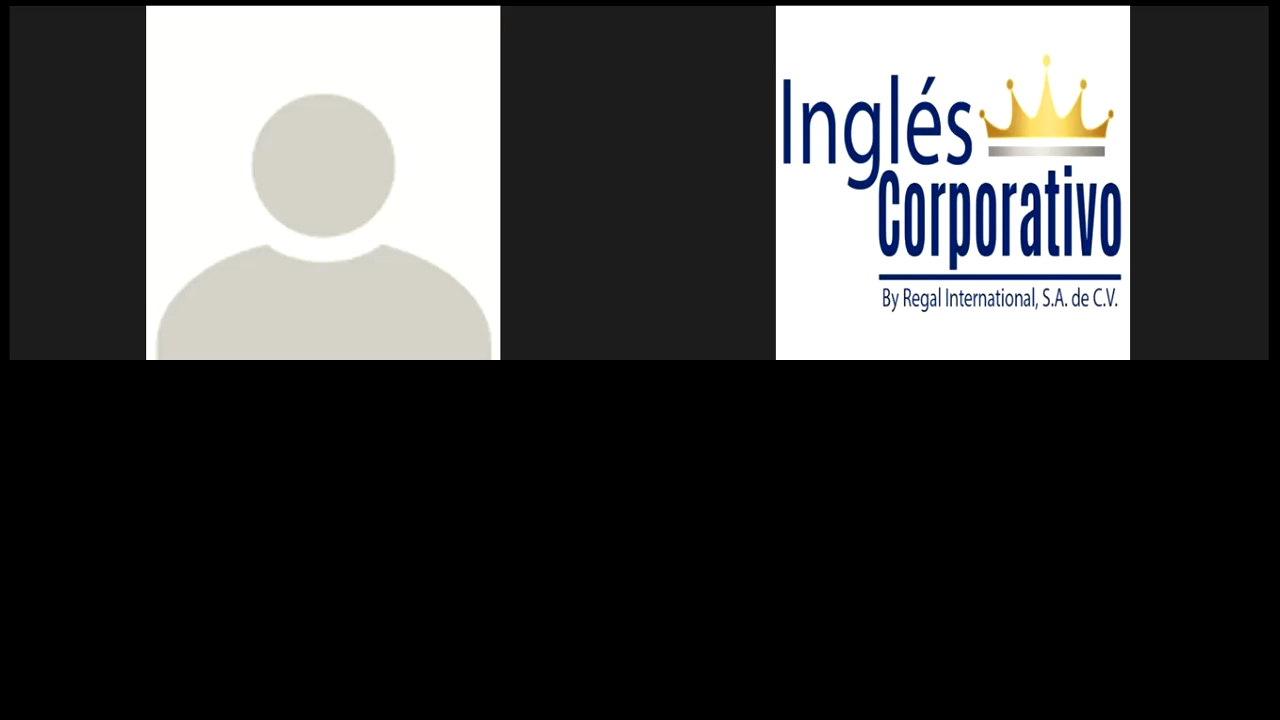 Inglés
Corporativo
By Regal International, S.A. de C.V.